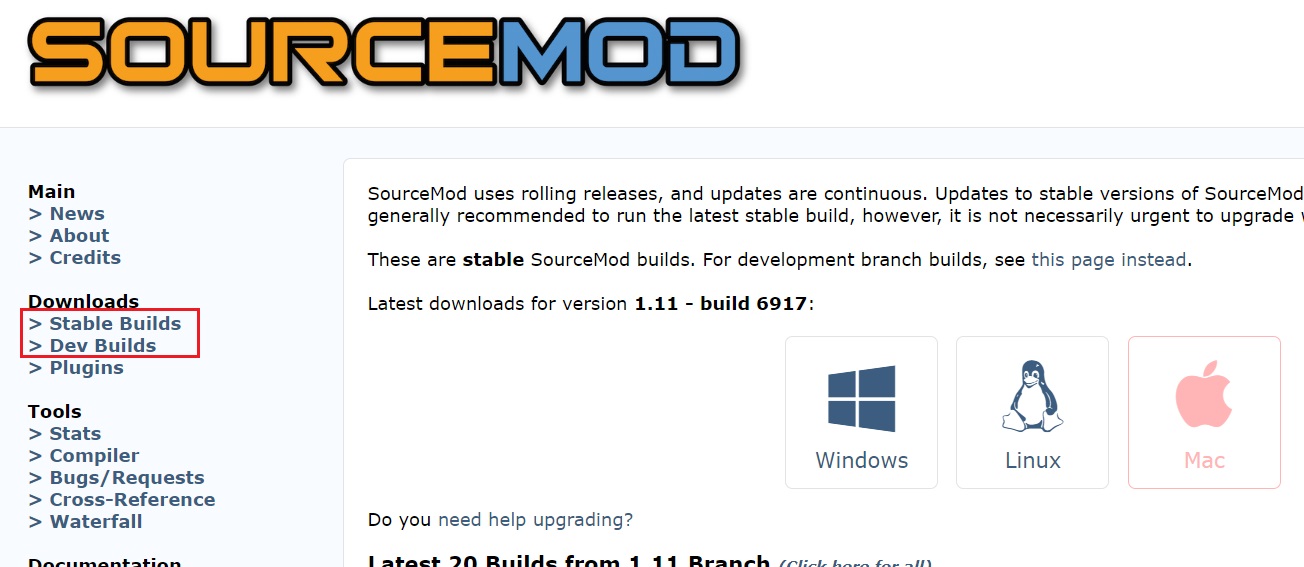 SOURCEMOD
Main
> News
> About
> Credits
Downloads
> Stable Builds
> Dev Builds
> Plugins
Tools
> Stats
> Compiler
> Bugs/Requests
> Cross-Reference
> Waterfall
Documentation
SourceMod uses rolling releases, and updates are continuous. Updates to stable versions of SourceMod
generally recommended to run the latest stable build, however, it is not necessarily urgent to upgrade
These are stable SourceMod builds. For development branch builds, see this page instead.
Latest downloads for version 1.11 - build 6917:
Windows
Linux
Mac
Do you need help upgrading?
Latest 20 Builds from 1.11 Branch (Click here for all)